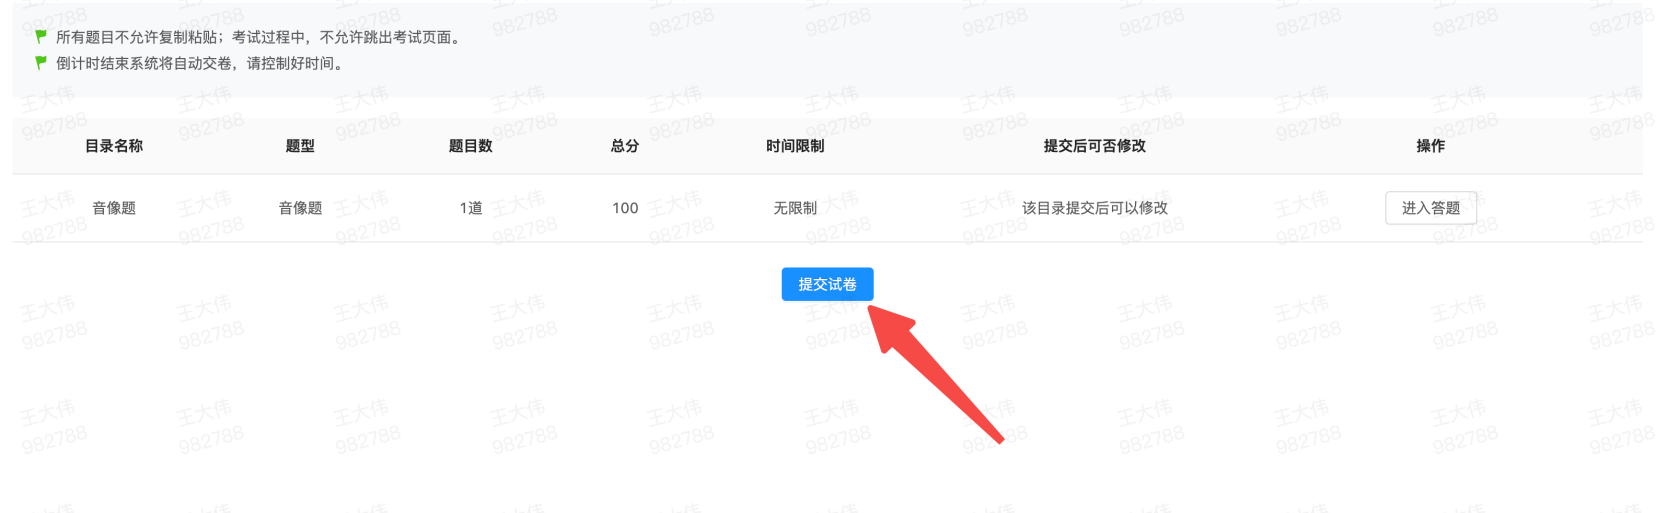 所有题目不允许复制粘贴；考试过程中，不允许跳出考试页面。
倒计时结束系统将自动交卷，请控制好时间。
目录名称 题型 题目数 总分 时间限制 提交后可否修改 操作
音像题 音像题 1道 100 无限制 该目录提交后可以修改 进入答题
提交试卷
王大伟
982788